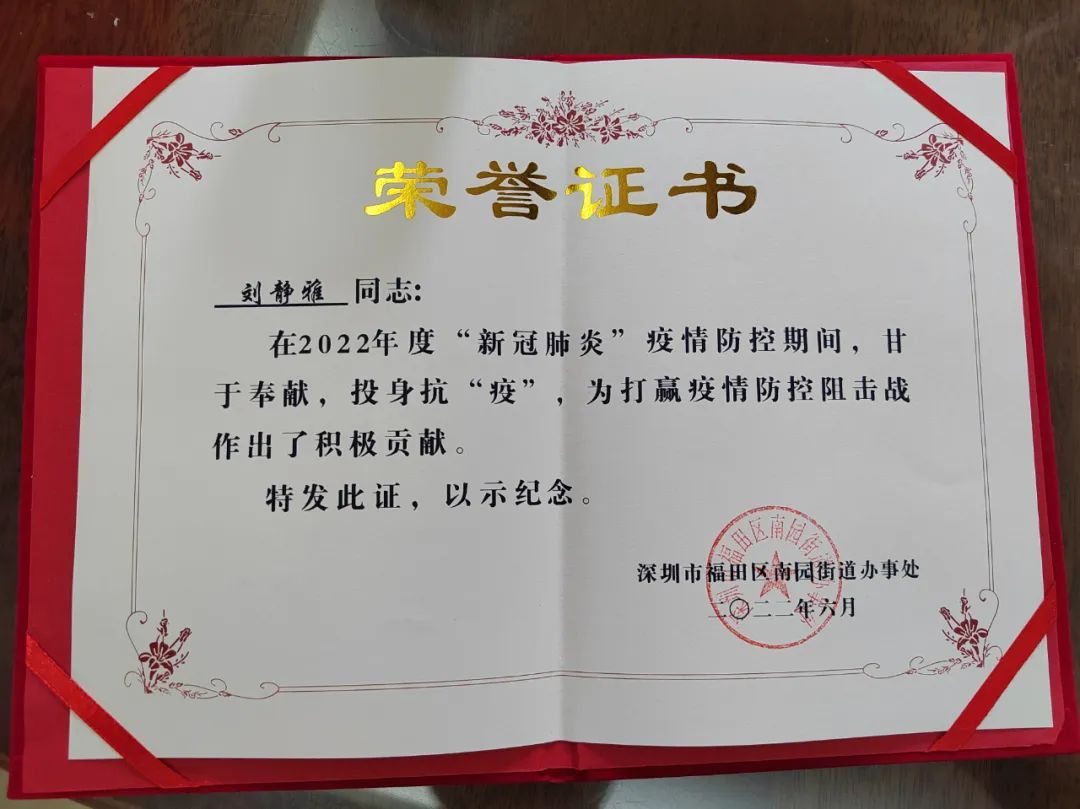 荣誉证书
刘静雅 同志:
在2022年度“新冠肺炎”疫情防控期间，甘
于奉献，投身抗“疫”，为打赢疫情防控阻击战
作出了积极贡献。
特发此证，以示纪念。
深圳市福田区南园街道办事处
二〇二二年六月